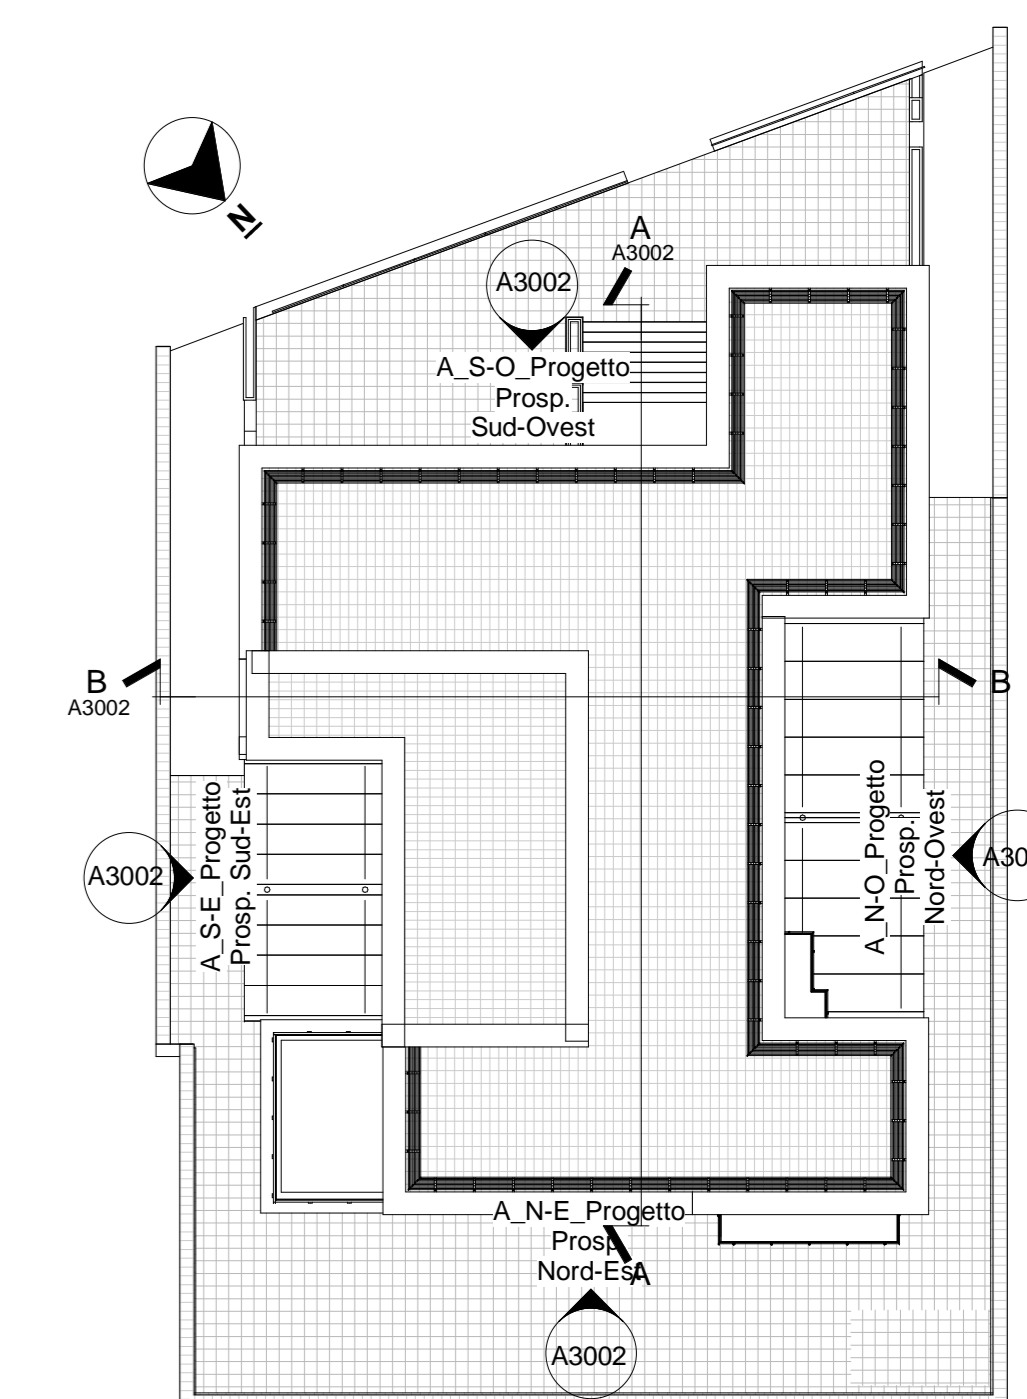 N
A
A3002
A3002
A_S-O_Progetto
Prosp.
Sud-Ovest
B
A3002
B
A3002
A_S-E_Progetto
Prosp. Sud-Est
A_N-O_Progetto
Prosp.
Nord-Ovest
A30
A_N-E_Progetto
Prosp
Nord-Est
A
A3002